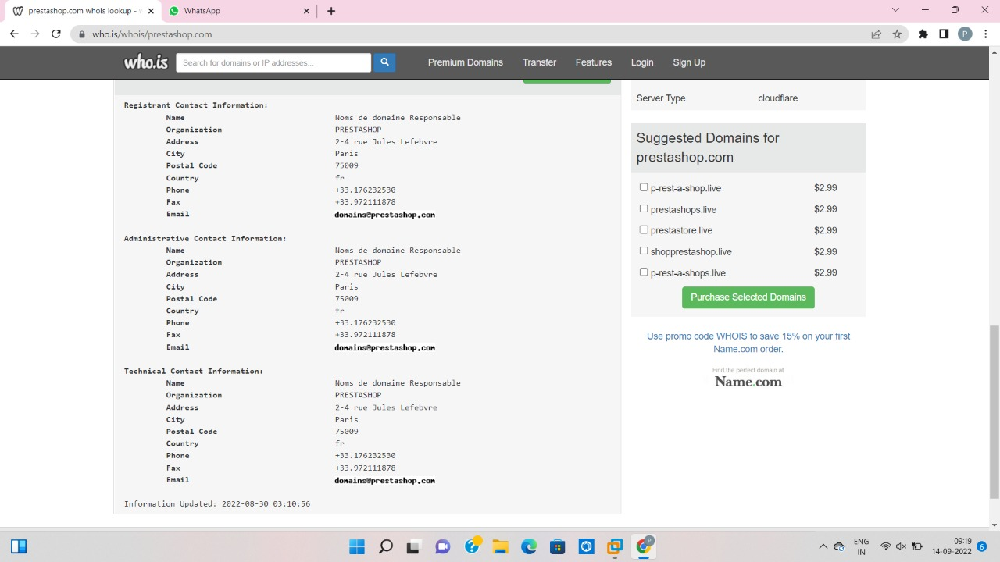 prestashop.com whois lookup - v
WhatsApp
who.is/whois/prestashop.com
P
who.is
Search for domains or IP addresses...
Premium Domains
Transfer
Features
Login
Sign Up
Registrant Contact Information:
Name Noms de domaine Responsable
Organization PRESTASHOP
Address 2-4 rue Jules Lefebvre
City Paris
Postal Code 75009
Country fr
Phone +33.176232530
Fax +33.972111878
Email domains@prestashop.com
Administrative Contact Information:
Name Noms de domaine Responsable
Organization PRESTASHOP
Address 2-4 rue Jules Lefebvre
City Paris
Postal Code 75009
Country fr
Phone +33.176232530
Fax +33.972111878
Email domains@prestashop.com
Technical Contact Information:
Name Noms de domaine Responsable
Organization PRESTASHOP
Address 2-4 rue Jules Lefebvre
City Paris
Postal Code 75009
Country fr
Phone +33.176232530
Fax +33.972111878
Email domains@prestashop.com
Information Updated: 2022-08-30 03:10:56
Server Type cloudflare
Suggested Domains for
prestashop.com
p-rest-a-shop.live $2.99
prestashops.live $2.99
prestastore.live $2.99
shopprestashop.live $2.99
p-rest-a-shops.live $2.99
Purchase Selected Domains
Use promo code WHOIS to save 15% on your first
Name.com order.
Find the perfect domain at
Name.com
P
ENG
IN
09:19
14-09-2022
6